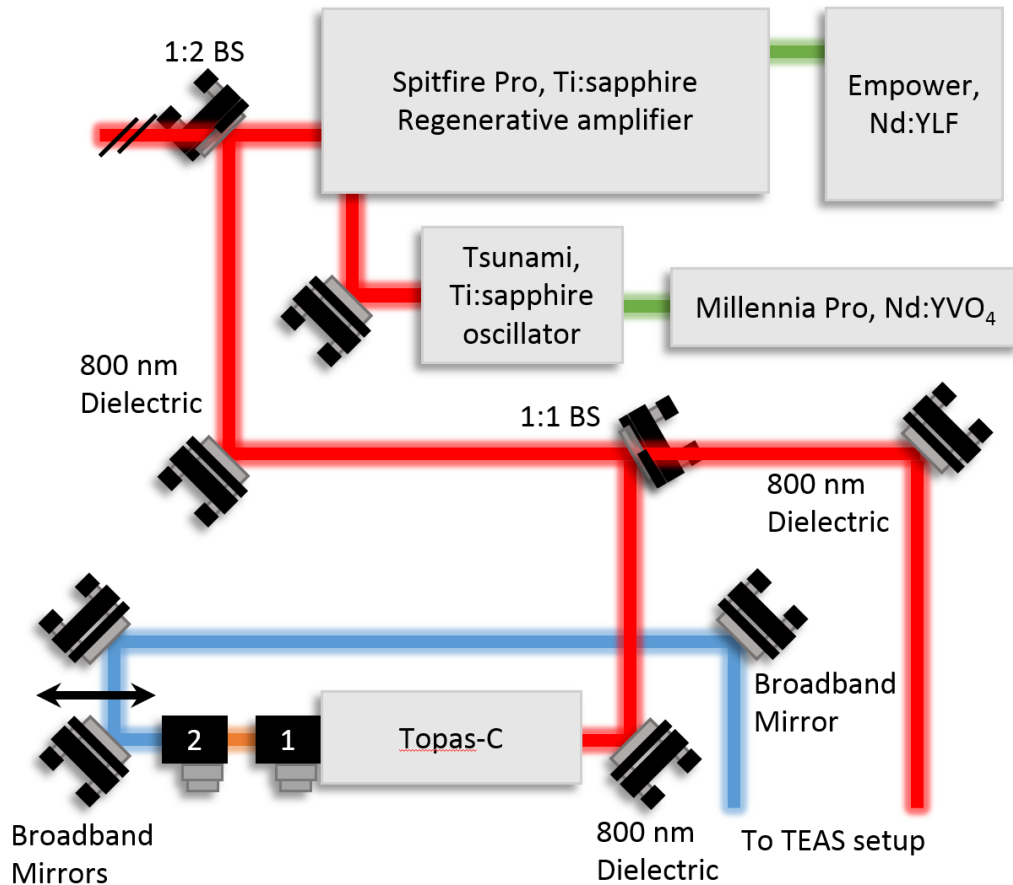 1:2 BS
Spitfire Pro, Ti:sapphire
Regenerative amplifier
Empower,
Nd:YLF
Tsunami,
Ti:sapphire
oscillator
Millennia Pro, Nd:YVO₄
800 nm
Dielectric
1:1 BS
800 nm
Dielectric
Broadband
Mirror
2
1
Topas-C
Broadband
Mirrors
800 nm
Dielectric
To TEAS setup